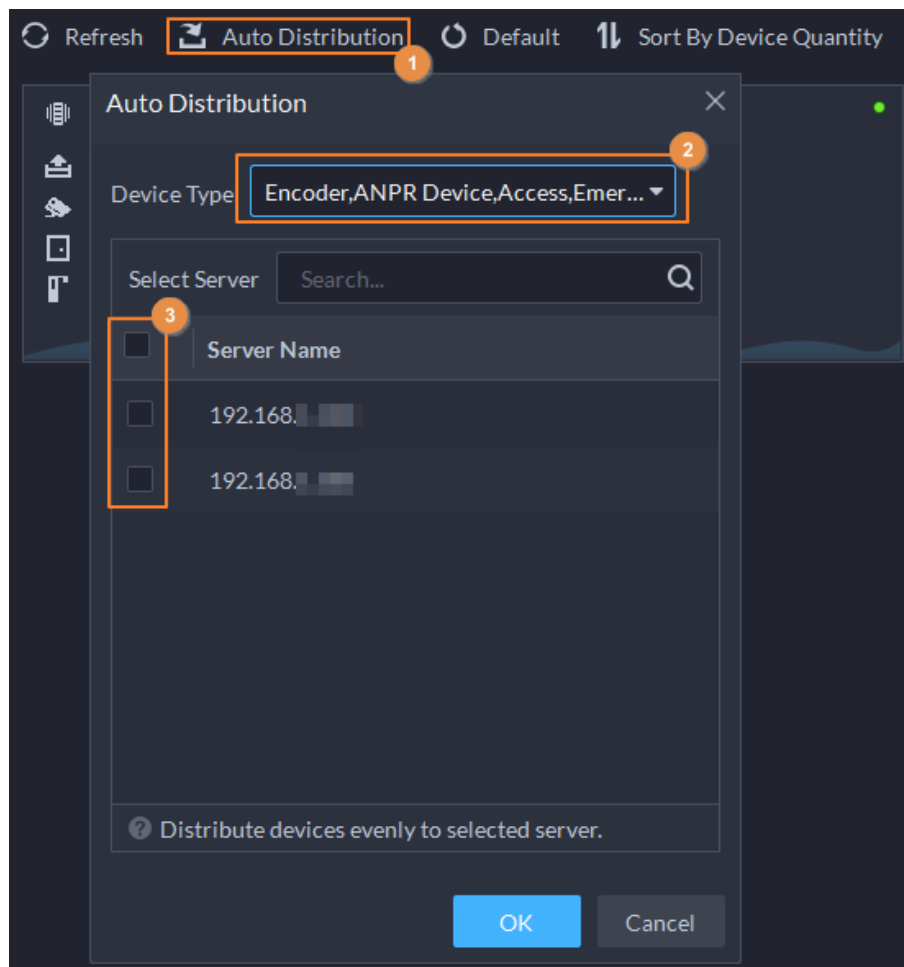 Refresh Auto Distribution Default Sort By Device Quantity
1
Auto Distribution
2
Device Type Encoder,ANPR Device,Access,Emer...
Select Server Search...
3
Server Name
192.168.
192.168.
Distribute devices evenly to selected server.
OK Cancel